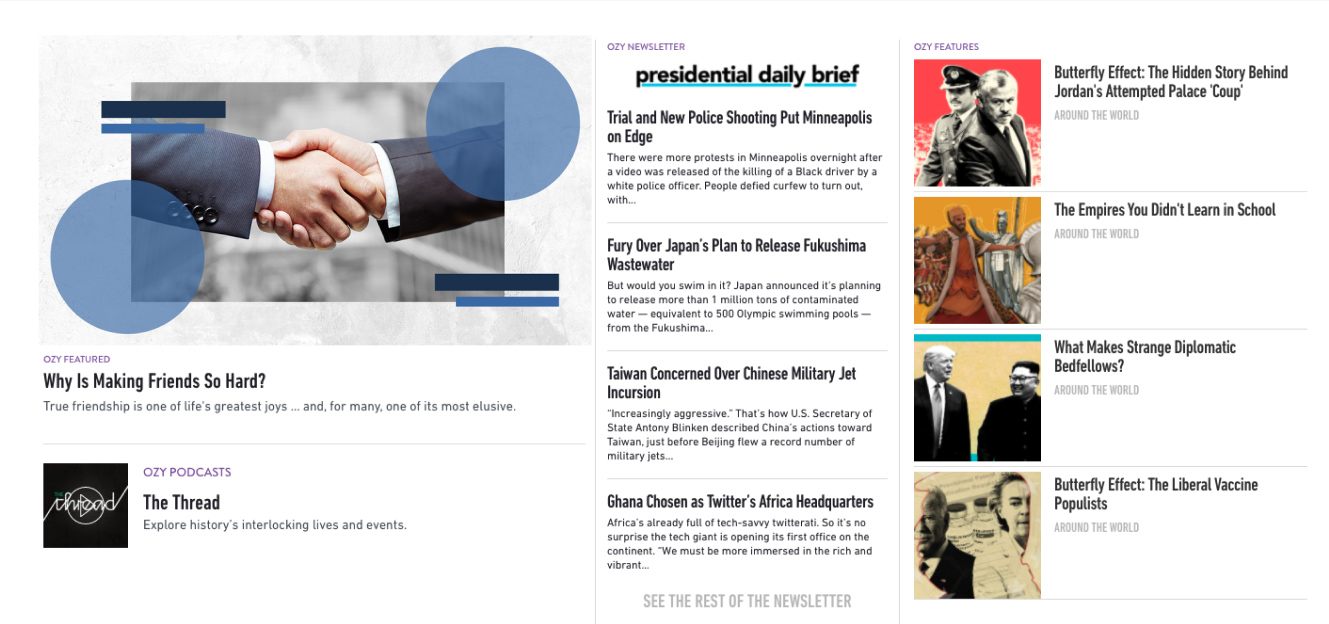 OZY FEATURED
Why Is Making Friends So Hard?
True friendship is one of life's greatest joys ... and, for many, one of its most elusive.
thread
OZY PODCASTS
The Thread
Explore history's interlocking lives and events.
OZY NEWSLETTER
presidential daily brief
Trial and New Police Shooting Put Minneapolis
on Edge
There were more protests in Minneapolis overnight after
a video was released of the killing of a Black driver by a
white police officer. People defied curfew to turn out,
with...
Fury Over Japan's Plan to Release Fukushima
Wastewater
But would you swim in it? Japan announced it's planning
to release more than 1 million tons of contaminated
water — equivalent to 500 Olympic swimming pools —
from the Fukushima...
Taiwan Concerned Over Chinese Military Jet
Incursion
"Increasingly aggressive." That's how U.S. Secretary of
State Antony Blinken described China's actions toward
Taiwan, just before Beijing flew a record number of
military jets...
Ghana Chosen as Twitter's Africa Headquarters
Africa's already full of tech-savvy twitterati. So it's no
surprise the tech giant is opening its first office on the
continent. "We must be more immersed in the rich and
vibrant...
SEE THE REST OF THE NEWSLETTER
OZY FEATURES
Butterfly Effect: The Hidden Story Behind
Jordan's Attempted Palace 'Coup'
AROUND THE WORLD
The Empires You Didn't Learn in School
AROUND THE WORLD
What Makes Strange Diplomatic
Bedfellows?
AROUND THE WORLD
Butterfly Effect: The Liberal Vaccine
Populists
AROUND THE WORLD